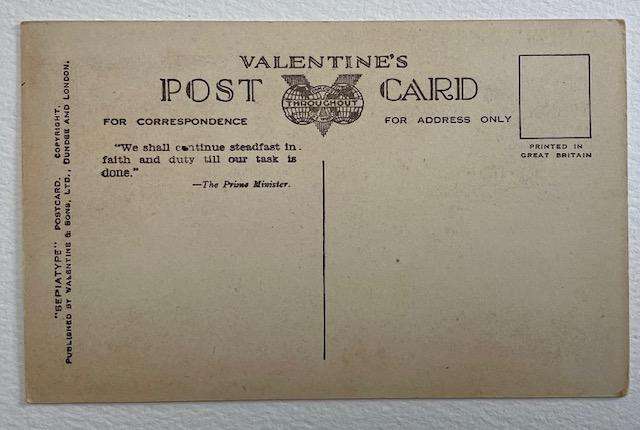 VALENTINE'S
POST CARD
THROUGHOUT
FOR CORRESPONDENCE
FOR ADDRESS ONLY
PRINTED IN
GREAT BRITAIN
"We shall continue steadfast in
faith and duty till our task is
done."
—The Prime Minister.
"SEPIATYPE" POSTCARD. COPYRIGHT.
PUBLISHED BY VALENTINE & SONS, LTD., DUNDEE AND LONDON.